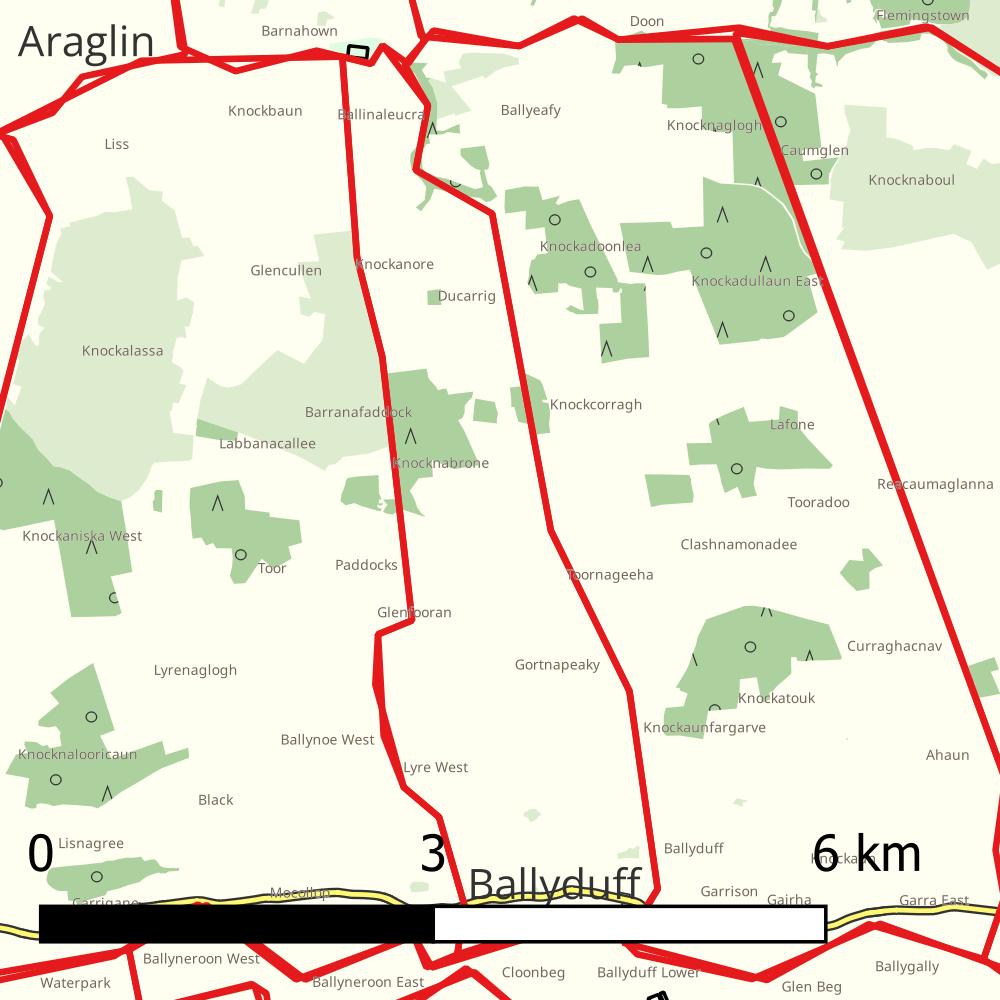 Flemingstown
Doon
Barnahown
Araglin
Ballyeafy
Knockbaun
Ballinaleucra
Knocknaglogh
Liss
Caumglen
Knocknaboul
Knockadoonlea
Knockanore
Glencullen
Knockadullaun East
Ducarrig
Knockalassa
Knockcorragh
Barranafaddock
Lafone
Labbanacallee
Knocknabrone
Reacaumaglanna
Tooradoo
Knockaniska West
Clashnamonadee
Paddocks
Toor
Toornageeha
Glenfooran
Curraghacnav
Gortnapeaky
Lyrenaglogh
Knockatouk
Knockaunfargarve
Ballynoe West
Knocknalooricaun
Ahaun
Lyre West
Black
Lisnagree
Ballyduff
0 3 6 km
Knockaun
Ballyduff
Garrison
Mocollop
Gairha
Garra East
Carrigane
Ballyneroon West
Ballygally
Cloonbeg
Ballyduff Lower
Waterpark
Ballyneroon East
Glen Beg